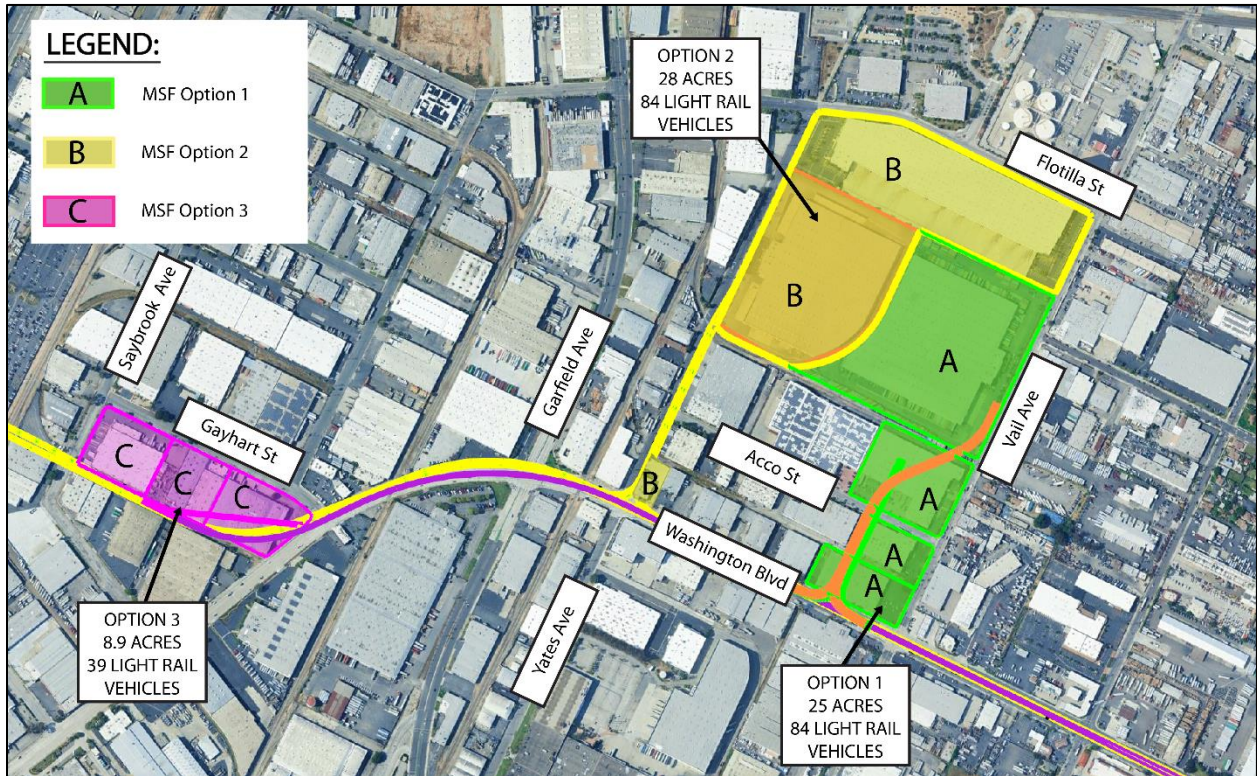 LEGEND:
A MSF Option 1
B MSF Option 2
C MSF Option 3
OPTION 2
28 ACRES
84 LIGHT RAIL
VEHICLES
B
Flotilla St
B
A
Saybrook Ave
Garfield Ave
Vail Ave
Gayhart St
C
C
C
B
Acco St
A
Washington Blvd
A
A
OPTION 3
8.9 ACRES
39 LIGHT RAIL
VEHICLES
Yates Ave
OPTION 1
25 ACRES
84 LIGHT RAIL
VEHICLES